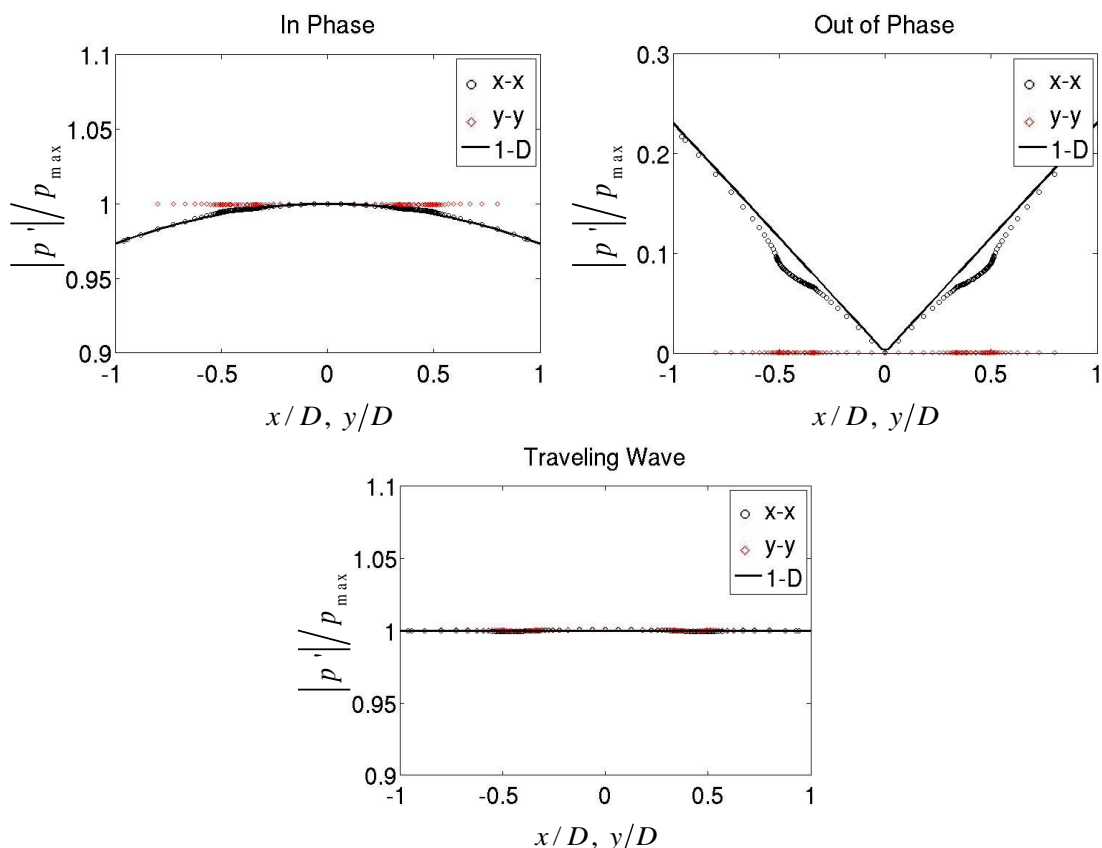 In Phase
1.1
1.05
1
0.95
0.9
|p'|/p max
x-x
y-y
1-D
-1
-0.5
0
0.5
1
x/D, y/D
Out of Phase
0.3
0.2
0.1
0
|p'|/p max
x-x
y-y
1-D
-1
-0.5
0
0.5
1
x/D, y/D
Traveling Wave
1.1
1.05
1
0.95
0.9
|p'|/p max
x-x
y-y
1-D
-1
-0.5
0
0.5
1
x/D, y/D